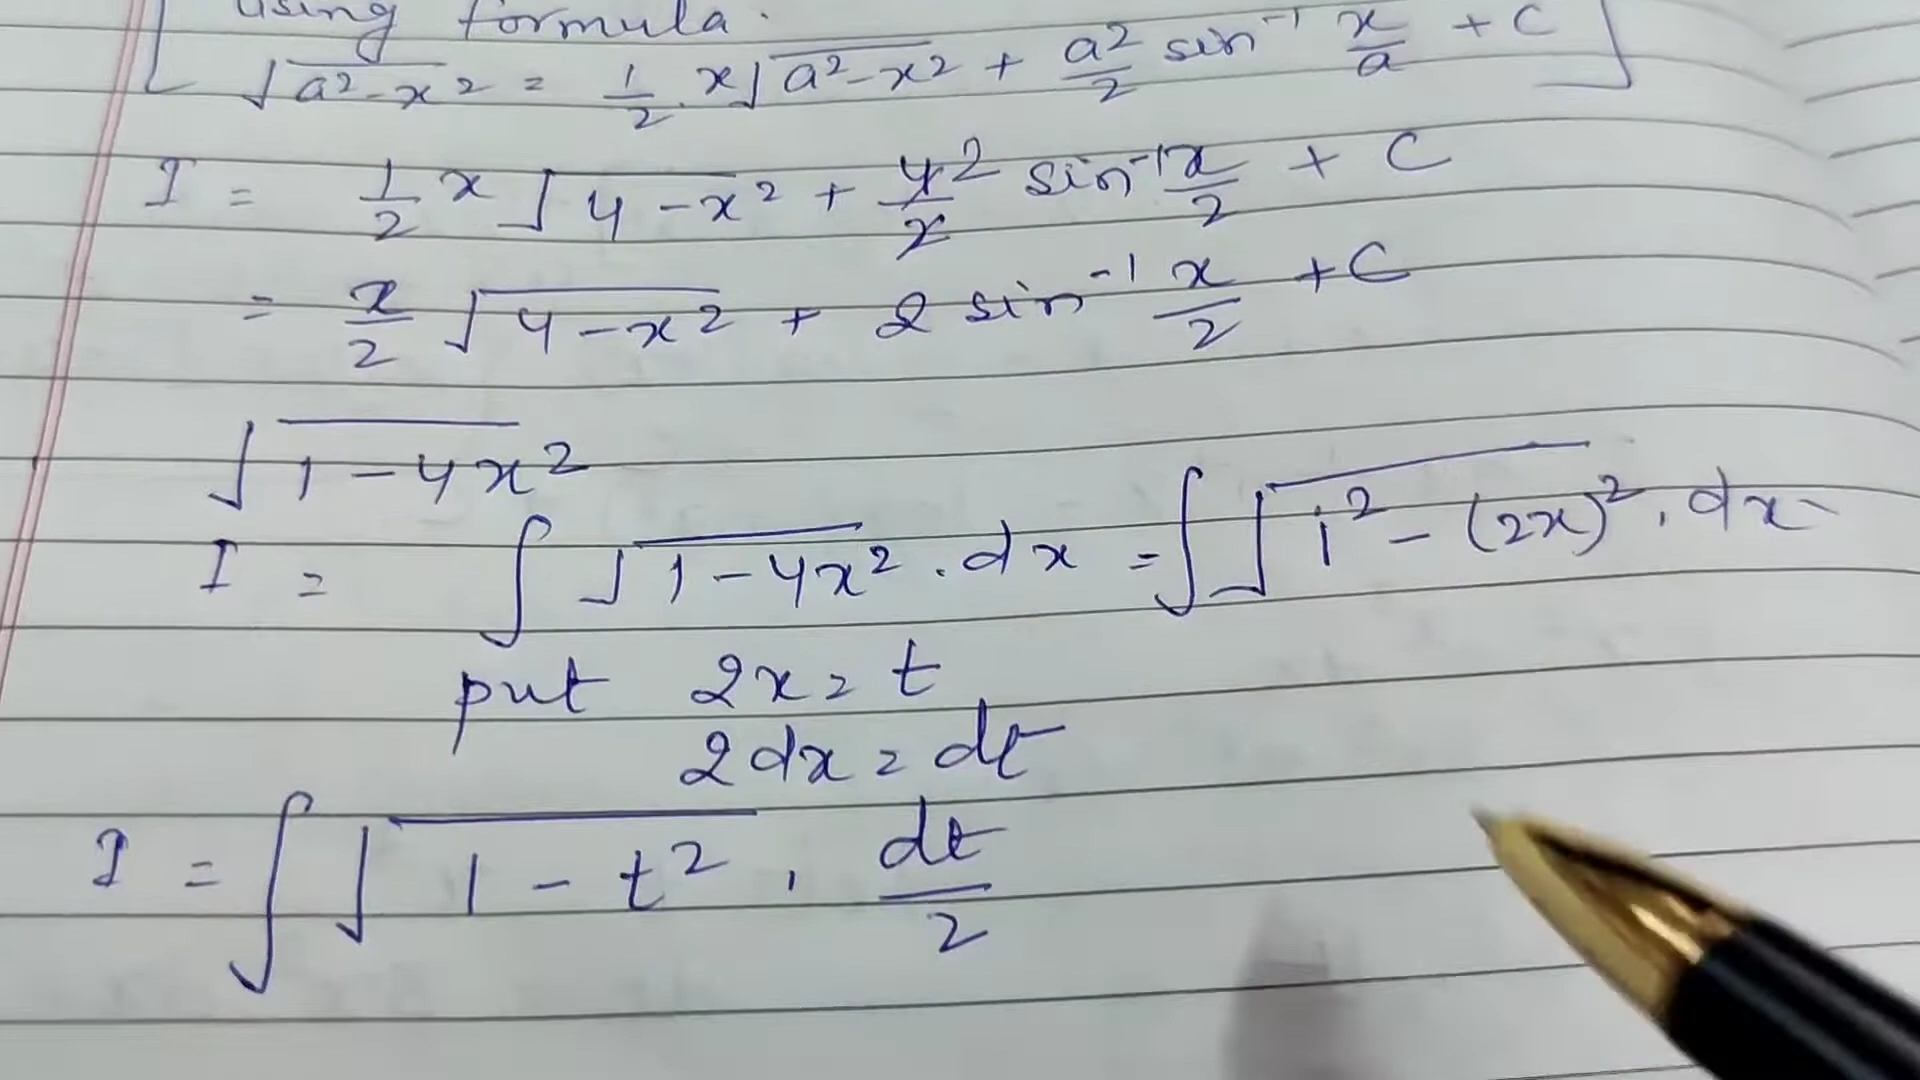 using formula.
√a²-x² = 1/2 . x√a²-x² + a²/2 sin⁻¹ x/a + C
I = 1/2 x √4-x² + 4²/2 sin⁻¹ x/2 + C
= x/2 √4-x² + 2 sin⁻¹ x/2 + C
√1-4x²
I = ∫ √1-4x² . dx = ∫ √1² - (2x)² . dx
put 2x = t
2dx = dt
I = ∫ √1 - t² . dt/2